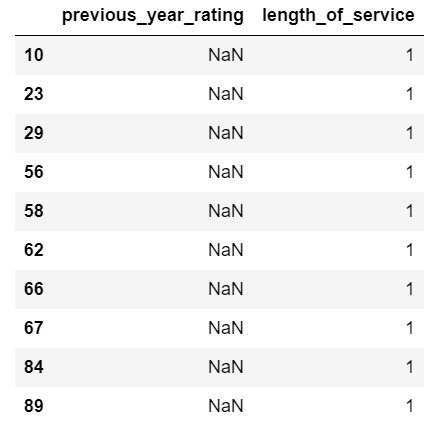 previous_year_rating length_of_service
10 NaN 1
23 NaN 1
29 NaN 1
56 NaN 1
58 NaN 1
62 NaN 1
66 NaN 1
67 NaN 1
84 NaN 1
89 NaN 1